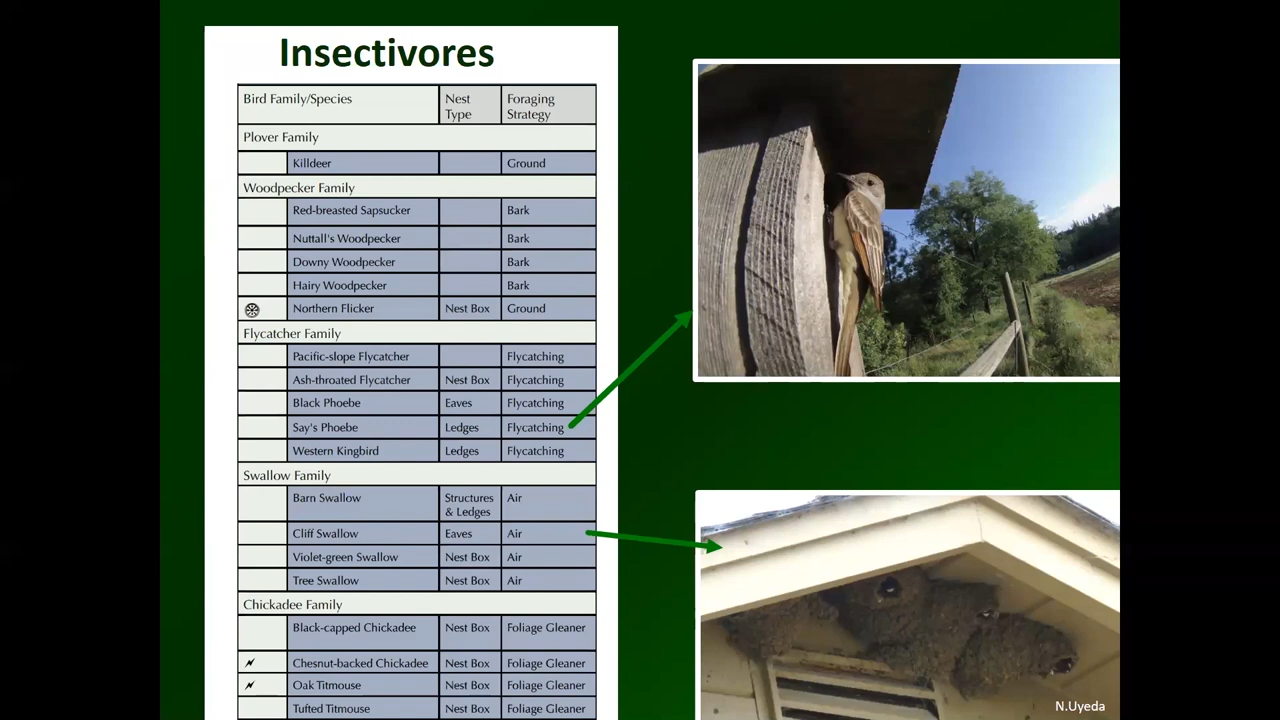 Insectivores
Bird Family/Species Nest Type Foraging Strategy
Plover Family
Killdeer Ground
Woodpecker Family
Red-breasted Sapsucker Bark
Nuttall's Woodpecker Bark
Downy Woodpecker Bark
Hairy Woodpecker Bark
Northern Flicker Nest Box Ground
Flycatcher Family
Pacific-slope Flycatcher Flycatching
Ash-throated Flycatcher Nest Box Flycatching
Black Phoebe Eaves Flycatching
Say's Phoebe Ledges Flycatching
Western Kingbird Ledges Flycatching
Swallow Family
Barn Swallow Structures & Ledges Air
Cliff Swallow Eaves Air
Violet-green Swallow Nest Box Air
Tree Swallow Nest Box Air
Chickadee Family
Black-capped Chickadee Nest Box Foliage Gleaner
Chesnut-backed Chickadee Nest Box Foliage Gleaner
Oak Titmouse Nest Box Foliage Gleaner
Tufted Titmouse Nest Box Foliage Gleaner
N.Uyeda